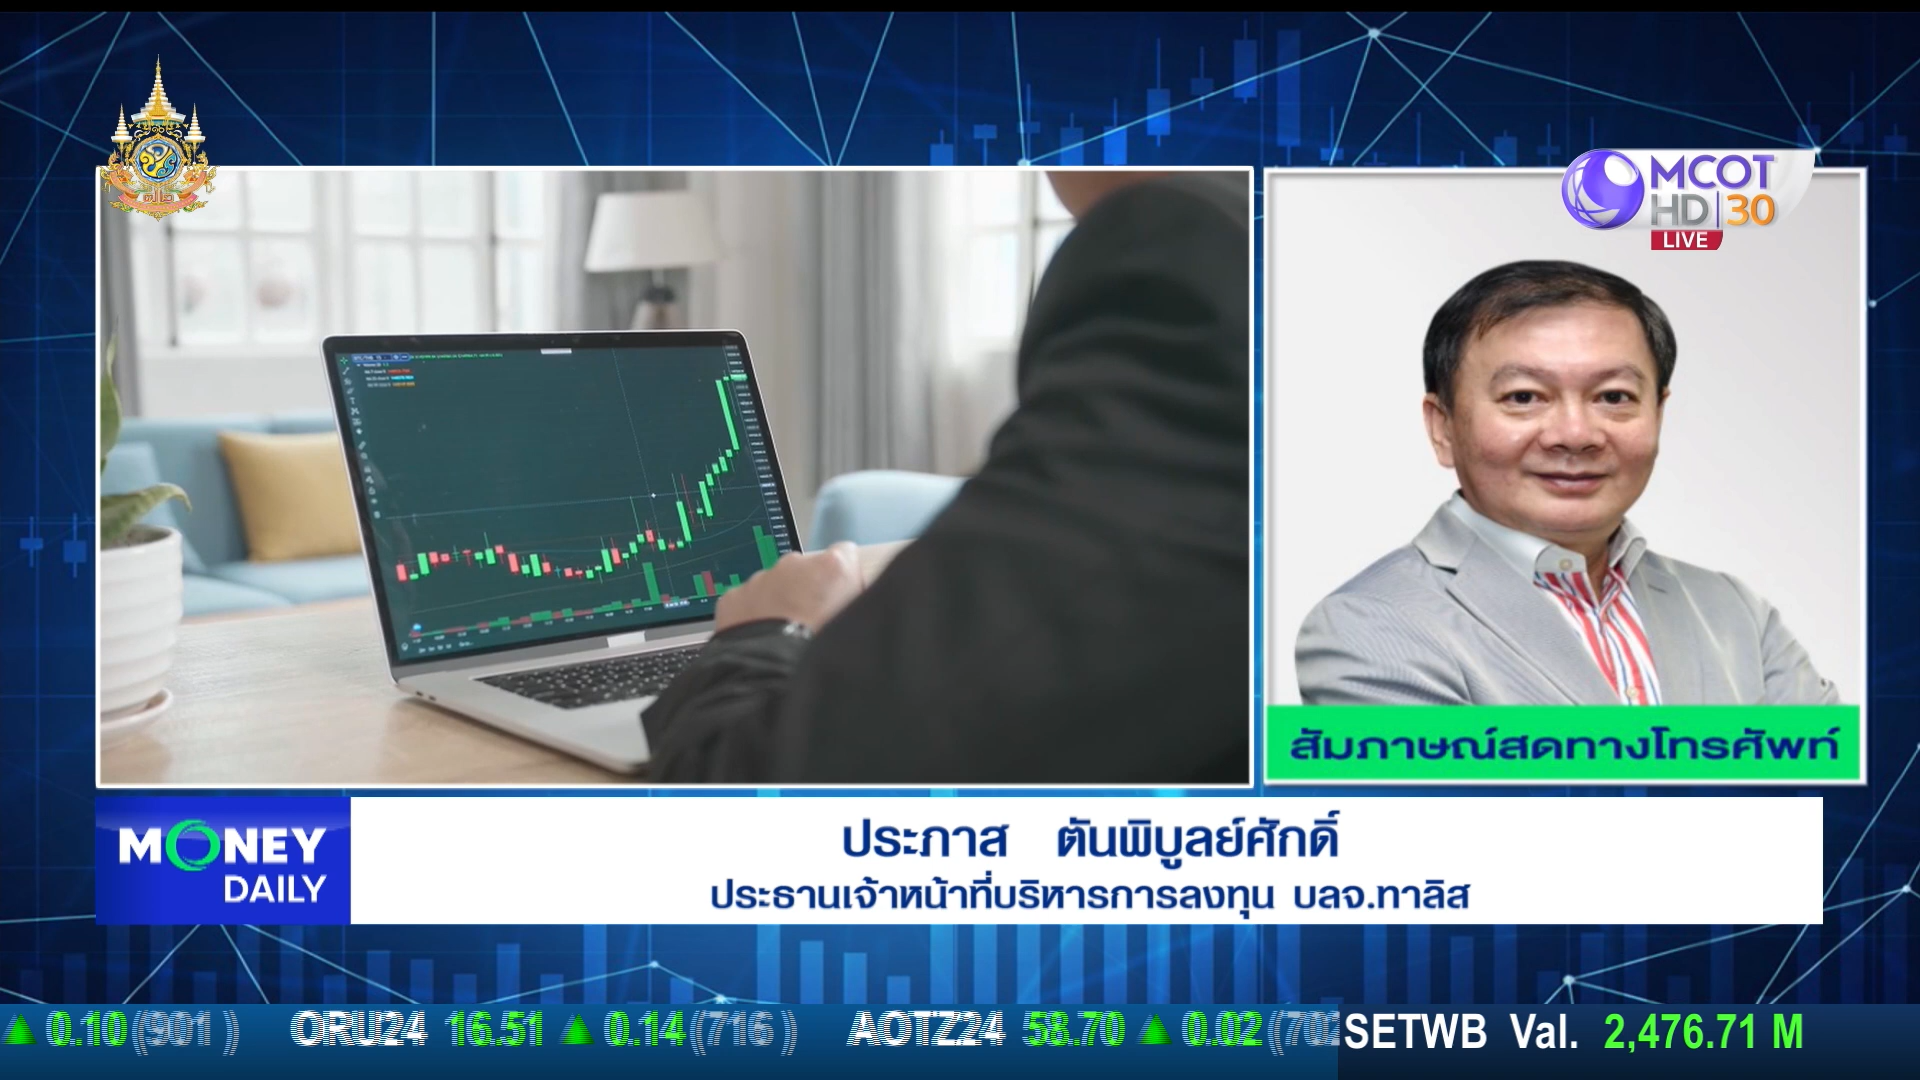 MCOT
HD 30
LIVE
สัมภาษณ์สดทางโทรศัพท์
MONEY
DAILY
ประภาส ตันพิบูลย์ศักดิ์
ประธานเจ้าหน้าที่บริหารการลงทุน บลจ.ทาลิส
▲ 0.10 (901) ORU24 16.51 ▲ 0.14 (716) AOTZ24 58.70 ▲ 0.02 SETWB Val. 2,476.71 M